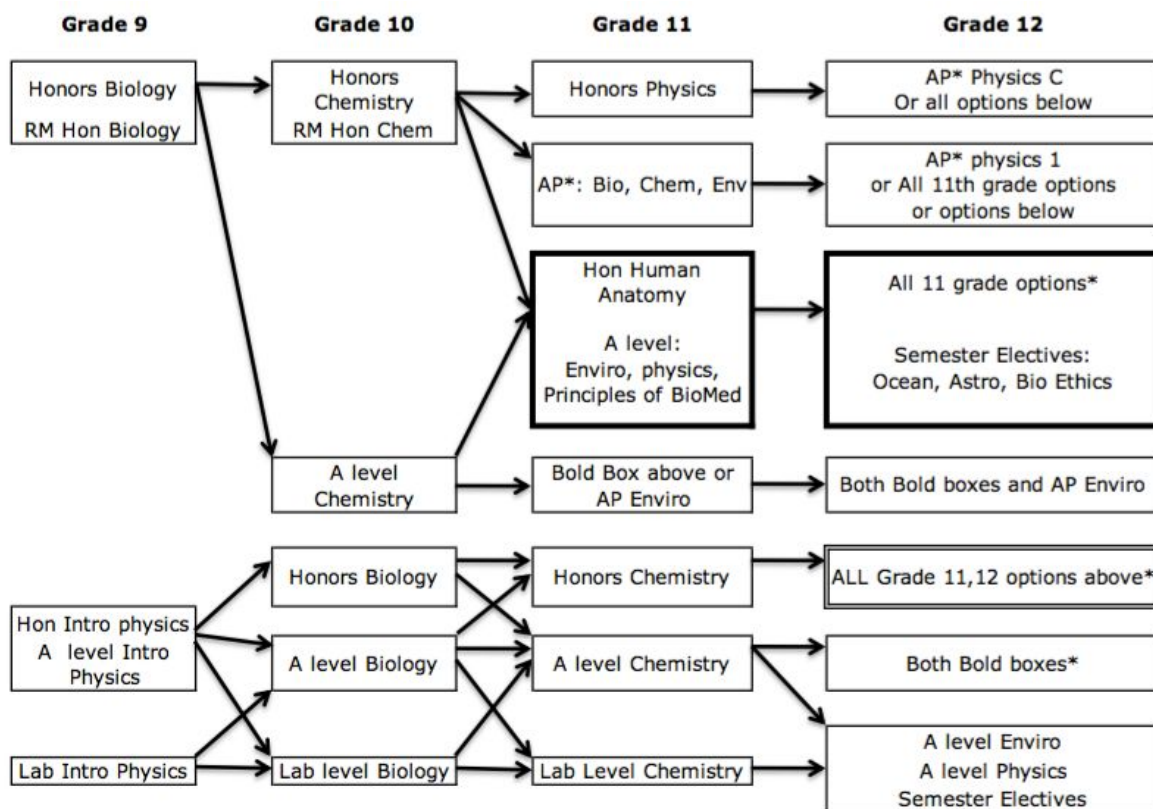 Grade 9
Grade 10
Grade 11
Grade 12
Honors Biology
RM Hon Biology
Honors
Chemistry
RM Hon Chem
Honors Physics
AP* Physics C
Or all options below
AP*: Bio, Chem, Env
AP* physics 1
or All 11th grade options
or options below
Hon Human
Anatomy
A level:
Enviro, physics,
Principles of BioMed
All 11 grade options*
Semester Electives:
Ocean, Astro, Bio Ethics
A level
Chemistry
Bold Box above or
AP Enviro
Both Bold boxes and AP Enviro
Hon Intro physics
A level Intro
Physics
Honors Biology
Honors Chemistry
ALL Grade 11,12 options above*
A level Biology
A level Chemistry
Both Bold boxes*
Lab Intro Physics
Lab level Biology
Lab Level Chemistry
A level Enviro
A level Physics
Semester Electives